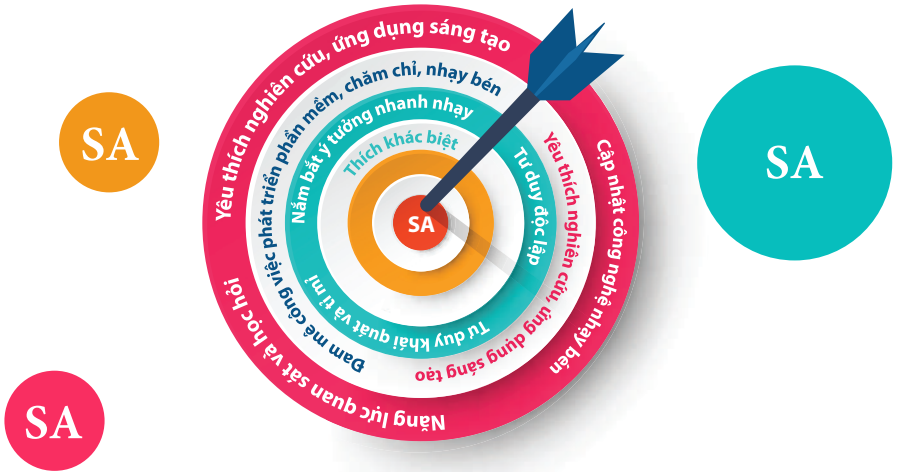 Yêu thích nghiên cứu, ứng dụng sáng tạo
Đam mê công việc phát triển phần mềm, chăm chỉ, nhạy bén
Nắm bắt ý tưởng nhanh nhạy
Thích khác biệt
SA
SA
SA
SA
Tư duy độc lập
Yêu thích nghiên cứu, ứng dụng sáng tạo
Cập nhật công nghệ nhạy bén
Tư duy khái quát và tỉ mỉ
Năng lực quan sát và học hỏi